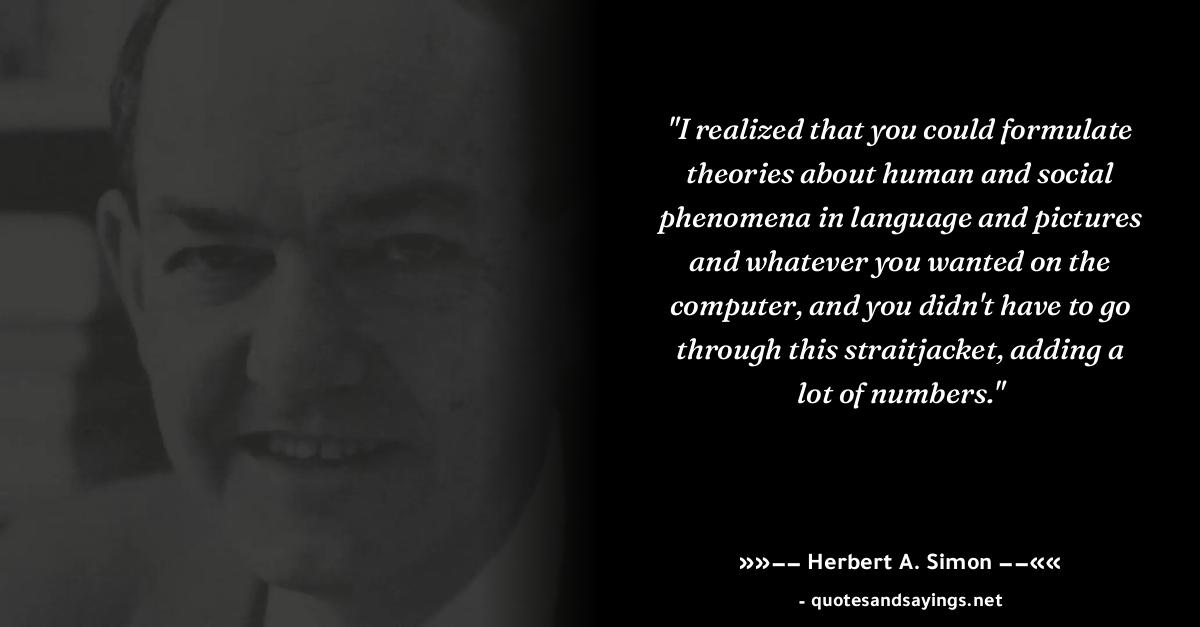 "I realized that you could formulate
theories about human and social
phenomena in language and pictures
and whatever you wanted on the
computer, and you didn't have to go
through this straitjacket, adding a
lot of numbers."
»»–– Herbert A. Simon ––««
- quotesandsayings.net